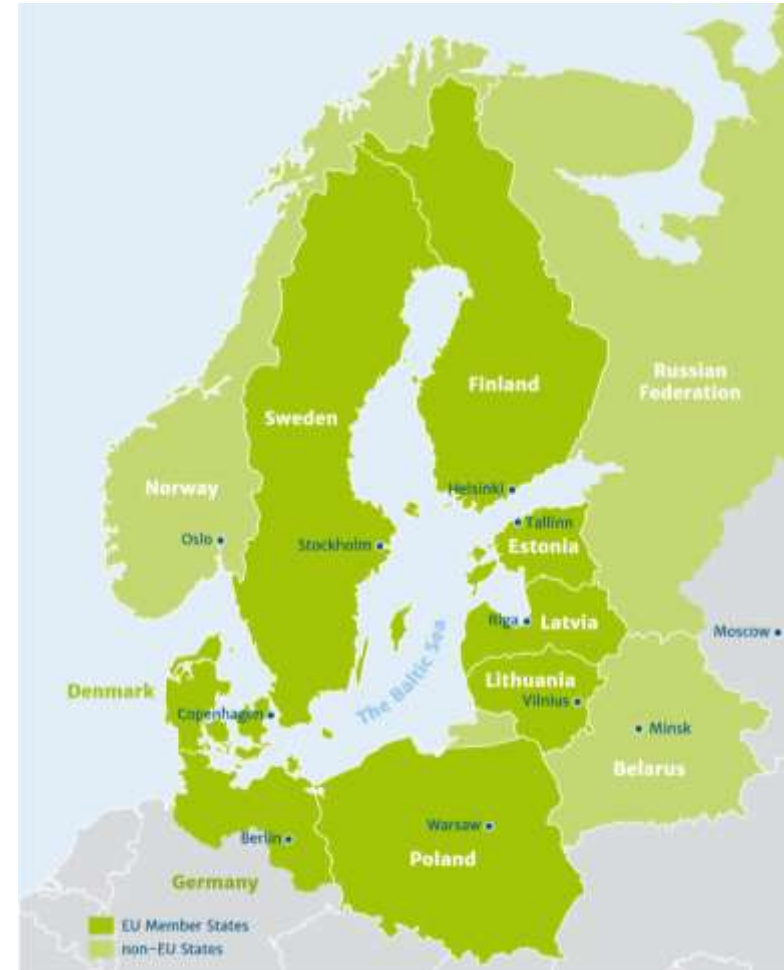 Finland
Russian
Federation
Sweden
Norway
Helsinki
Oslo
Stockholm
Tallinn
Estonia
Riga
Latvia
Moscow
The Baltic Sea
Lithuania
Denmark
Vilnius
Copenhagen
Minsk
Belarus
Warsaw
Berlin
Poland
Germany
EU Member States
non-EU States